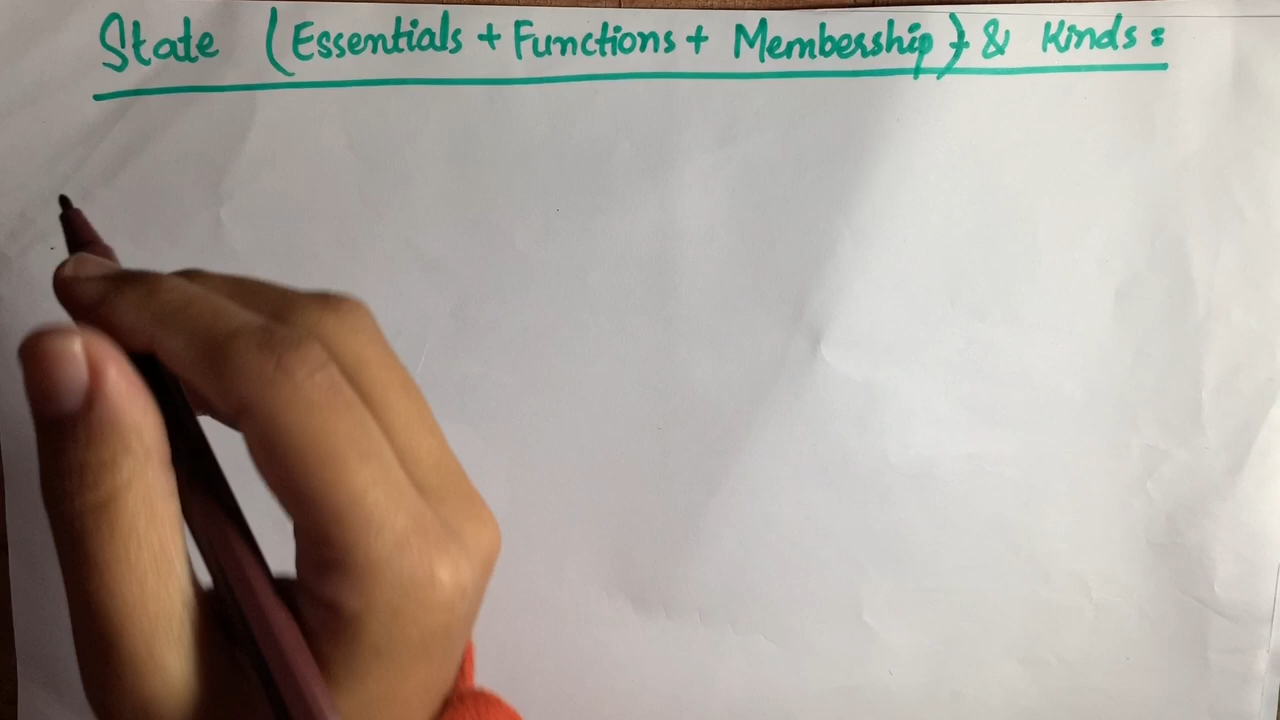 State (Essentials + Functions + Membership) & Kinds :